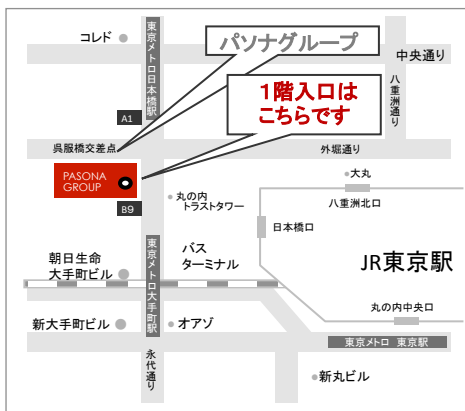 コレド
東京メトロ日本橋駅
パソナグループ
中央通り
八重洲通り
A1
１階入口は
こちらです
呉服橋交差点
外堀通り
PASONA
GROUP
B9
丸の内
トラストタワー
大丸
八重洲北口
日本橋口
朝日生命
大手町ビル
東京メトロ大手町駅
バス
ターミナル
JR東京駅
丸の内中央口
新大手町ビル
オアゾ
東京メトロ 東京駅
永代通り
新丸ビル